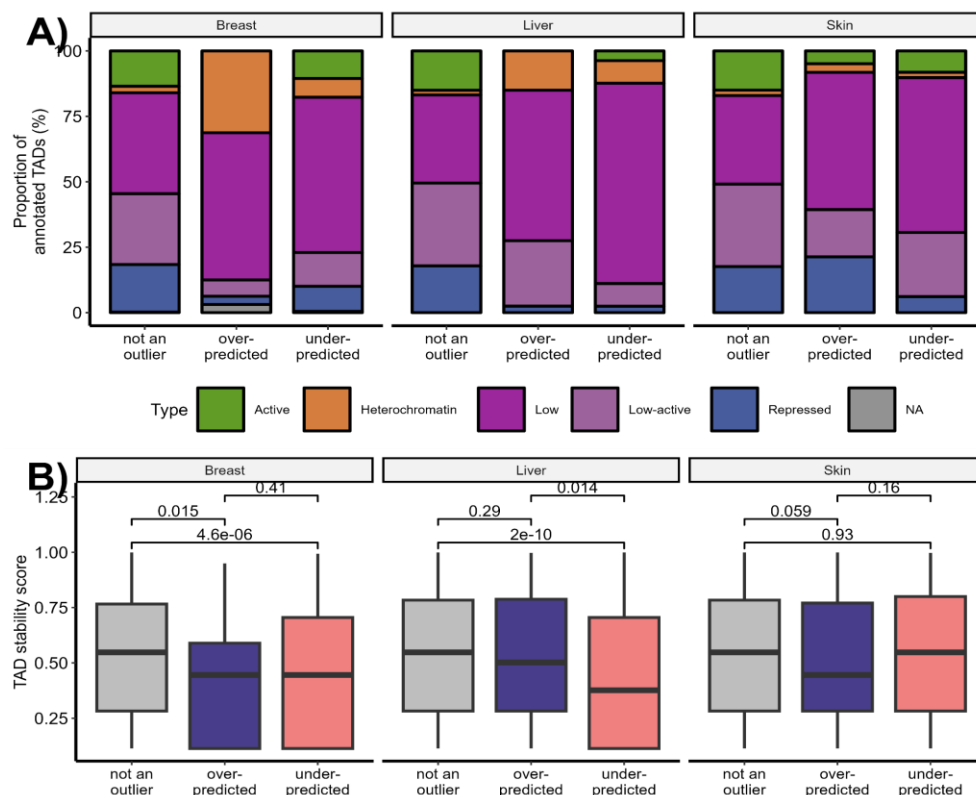 A)
Breast
Liver
Skin
Proportion of
annotated TADs (%)
100
75
50
25
0
not an
outlier
over-
predicted
under-
predicted
not an
outlier
over-
predicted
under-
predicted
not an
outlier
over-
predicted
under-
predicted
Type
Active
Heterochromatin
Low
Low-active
Repressed
NA
B)
Breast
Liver
Skin
TAD stability score
1.25
1.00
0.75
0.50
0.25
0.41
0.015
4.6e-06
0.014
0.29
2e-10
0.16
0.059
0.93
not an
outlier
over-
predicted
under-
predicted
not an
outlier
over-
predicted
under-
predicted
not an
outlier
over-
predicted
under-
predicted